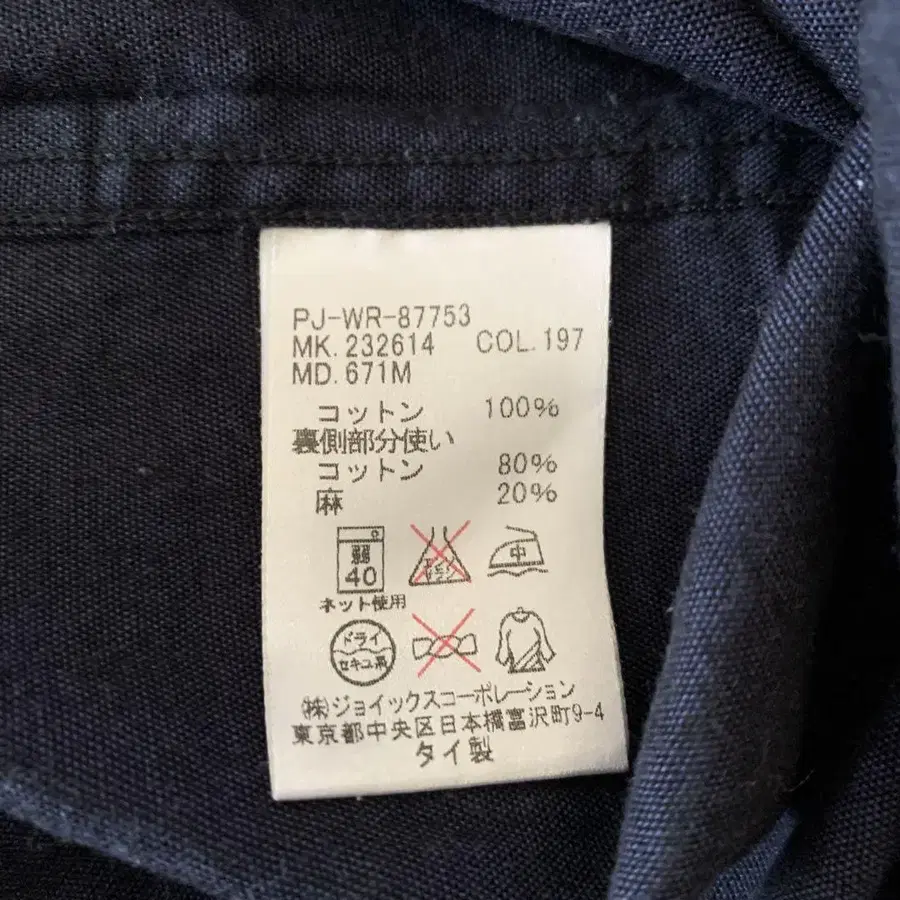 PJ-WR-87753
MK. 232614 COL. 197
MD. 671M
コットン 100%
裏側部分使い
コットン 80%
麻 20%
弱
40
中
ネット使用
ドライ
セキユ系
㈱ジョイックスコーポレーション
東京都中央区日本橋富沢町9-4
タイ製